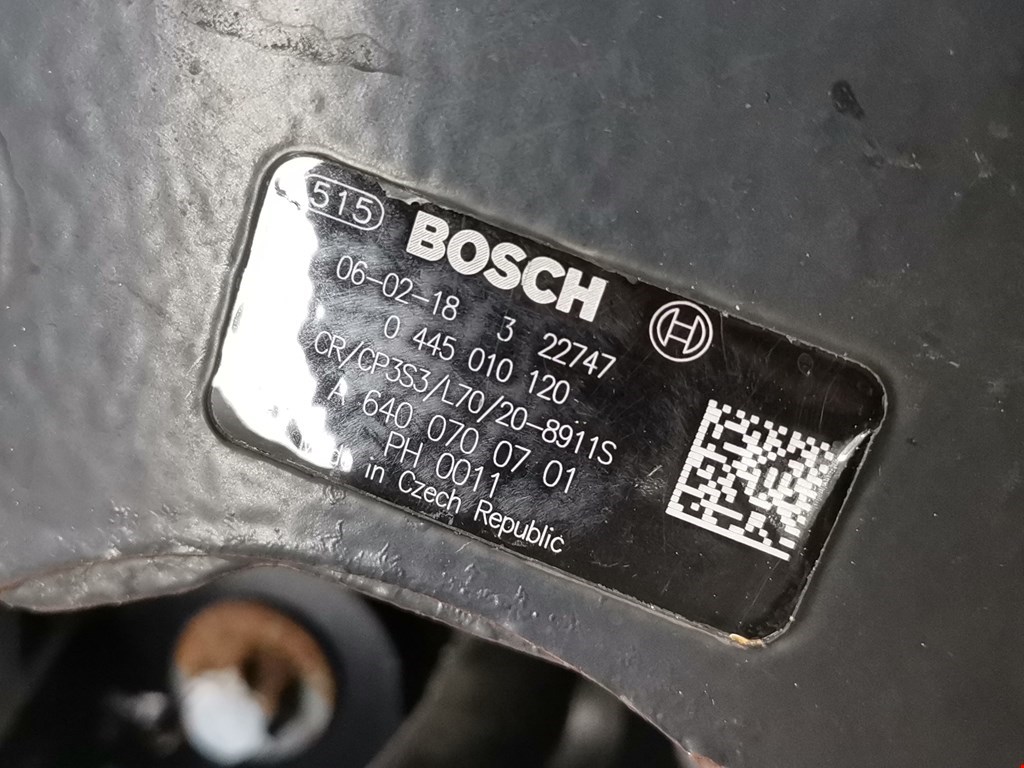 515
BOSCH
06-02-18 3 22747
0 445 010 120
CR/CP3S3/L70/20-8911S
A 640 070 07 01
PH 0011
Made in Czech Republic